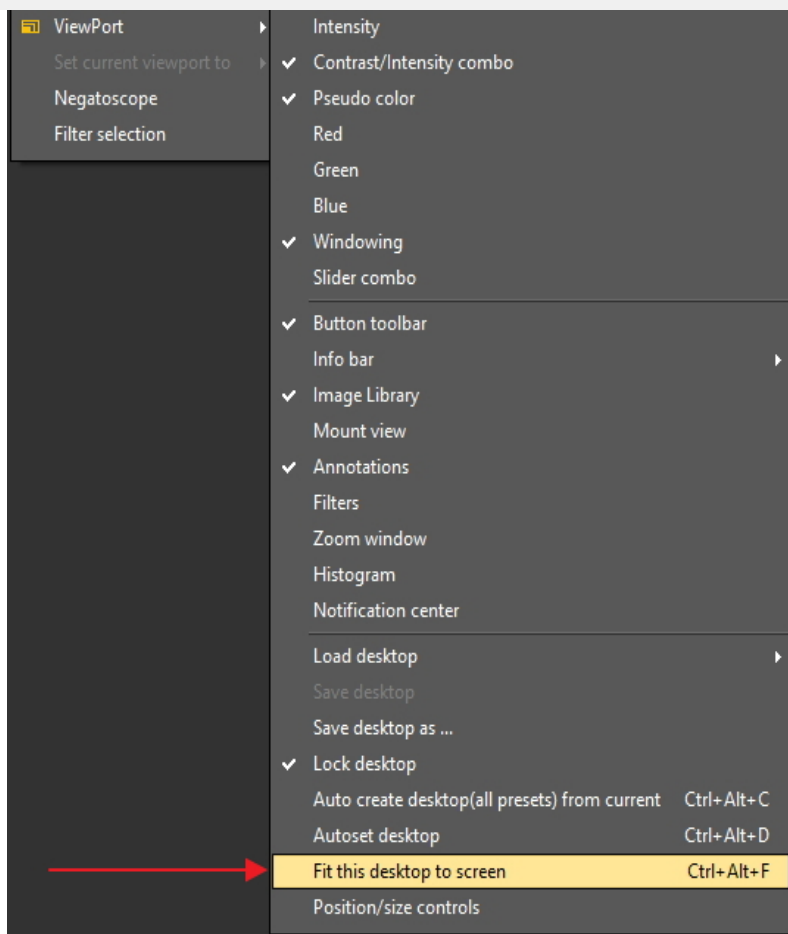 ViewPort
Set current viewport to
Negatoscope
Filter selection
Intensity
Contrast/Intensity combo
Pseudo color
Red
Green
Blue
Windowing
Slider combo
Button toolbar
Info bar
Image Library
Mount view
Annotations
Filters
Zoom window
Histogram
Notification center
Load desktop
Save desktop
Save desktop as ...
Lock desktop
Auto create desktop(all presets) from current Ctrl+Alt+C
Autoset desktop Ctrl+Alt+D
Fit this desktop to screen Ctrl+Alt+F
Position/size controls